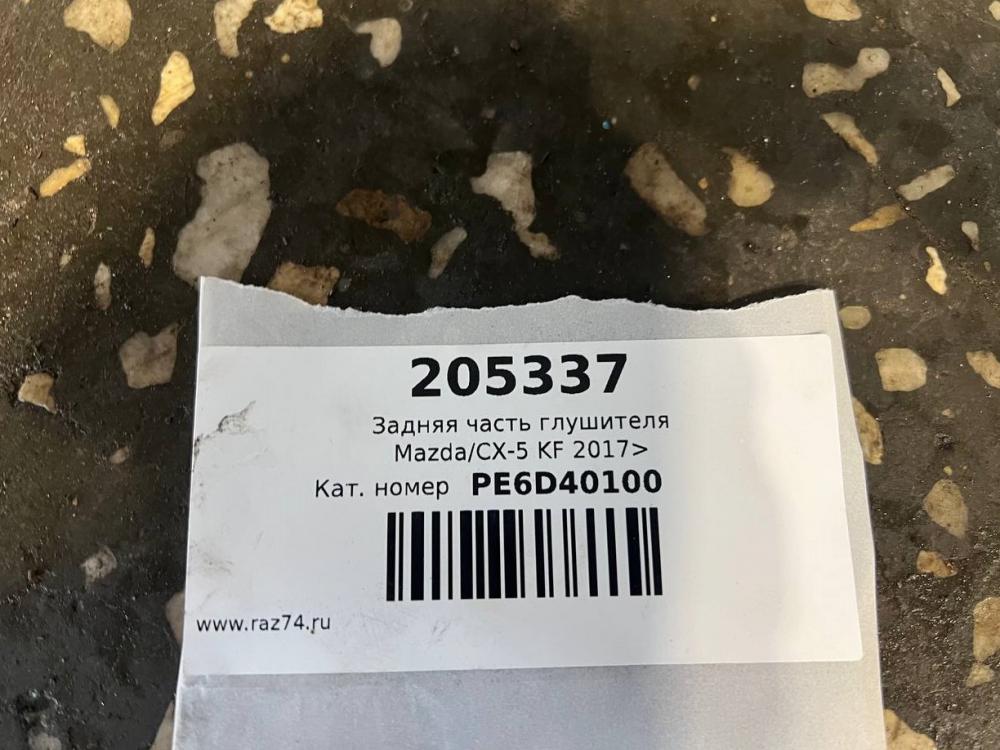 205337
Задняя часть глушителя
Mazda/CX-5 KF 2017>
Кат. номер PE6D40100
www.raz74.ru